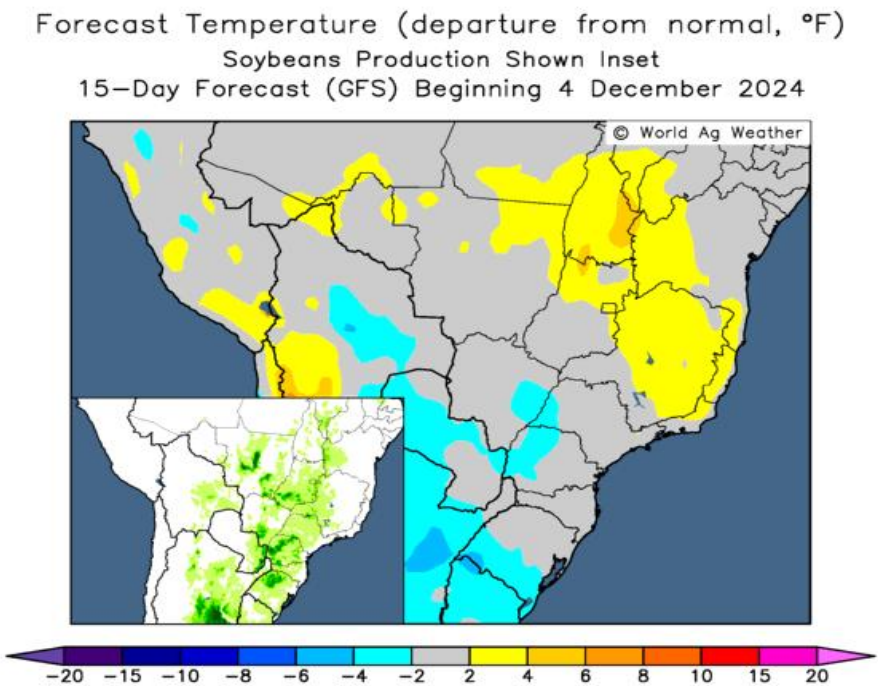 Forecast Temperature (departure from normal, °F)
Soybeans Production Shown Inset
15-Day Forecast (GFS) Beginning 4 December 2024
© World Ag Weather
-20 -15 -10 -8 -6 -4 -2 2 4 6 8 10 15 20